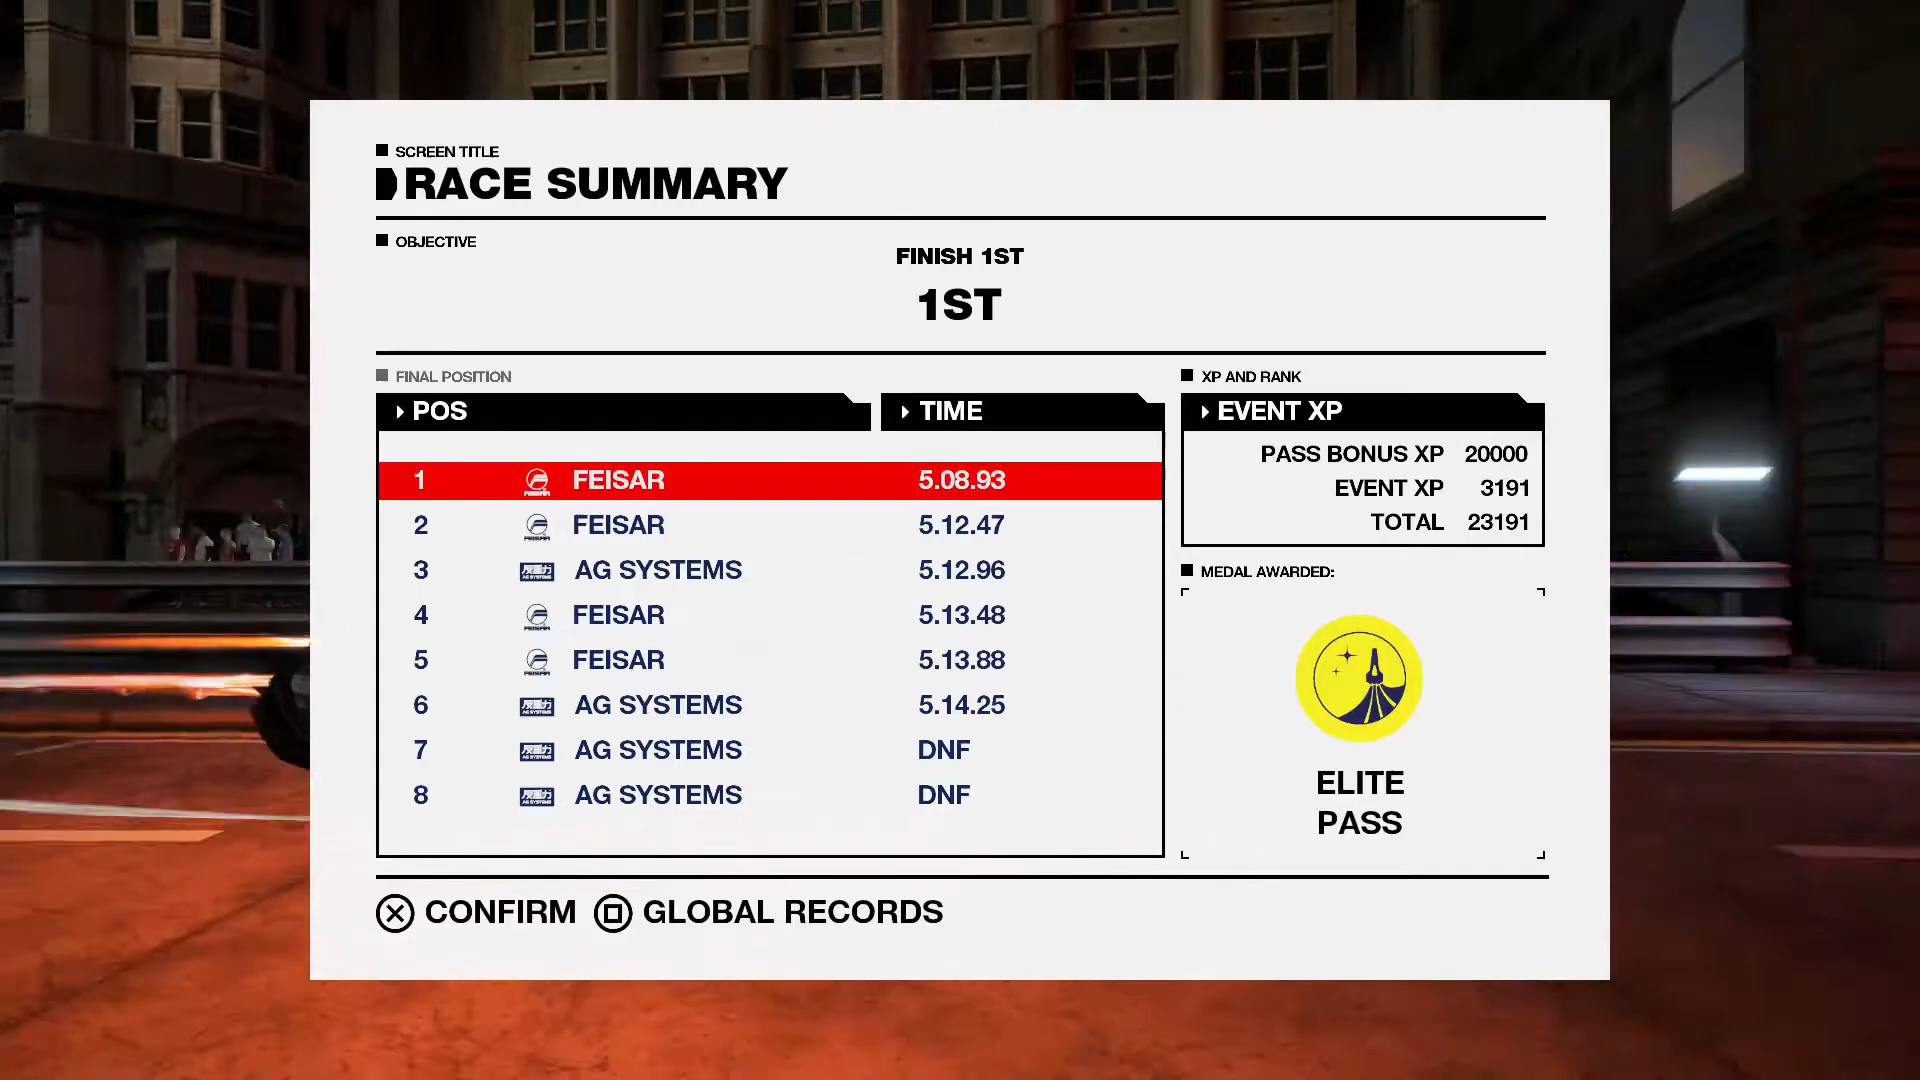 SCREEN TITLE
RACE SUMMARY
OBJECTIVE
FINISH 1ST
1ST
FINAL POSITION
POS TIME
1 FEISAR 5.08.93
2 FEISAR 5.12.47
3 AG SYSTEMS 5.12.96
4 FEISAR 5.13.48
5 FEISAR 5.13.88
6 AG SYSTEMS 5.14.25
7 AG SYSTEMS DNF
8 AG SYSTEMS DNF
XP AND RANK
EVENT XP
PASS BONUS XP 20000
EVENT XP 3191
TOTAL 23191
MEDAL AWARDED:
ELITE
PASS
CONFIRM GLOBAL RECORDS